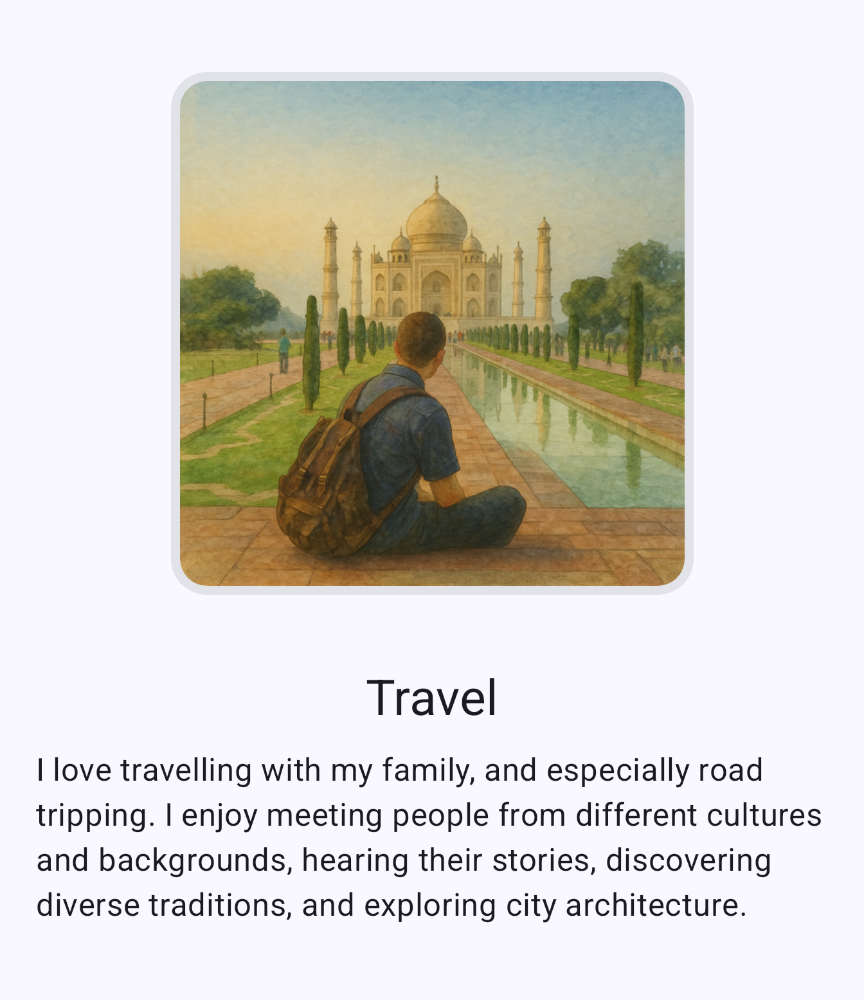 Travel
I love travelling with my family, and especially road
tripping. I enjoy meeting people from different cultures
and backgrounds, hearing their stories, discovering
diverse traditions, and exploring city architecture.